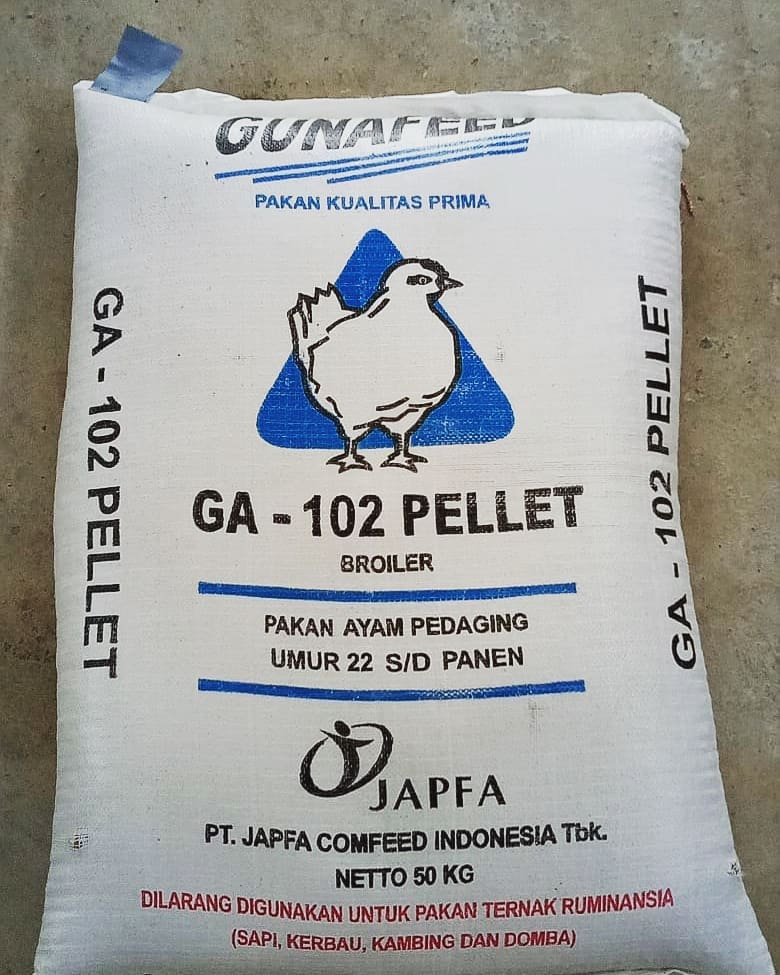 GUNAFEED
PAKAN KUALITAS PRIMA
GA - 102 PELLET
GA - 102 PELLET
GA - 102 PELLET
BROILER
PAKAN AYAM PEDAGING
UMUR 22 S/D PANEN
JAPFA
PT. JAPFA COMFEED INDONESIA Tbk.
NETTO 50 KG
DILARANG DIGUNAKAN UNTUK PAKAN TERNAK RUMINANSIA
(SAPI, KERBAU, KAMBING DAN DOMBA)